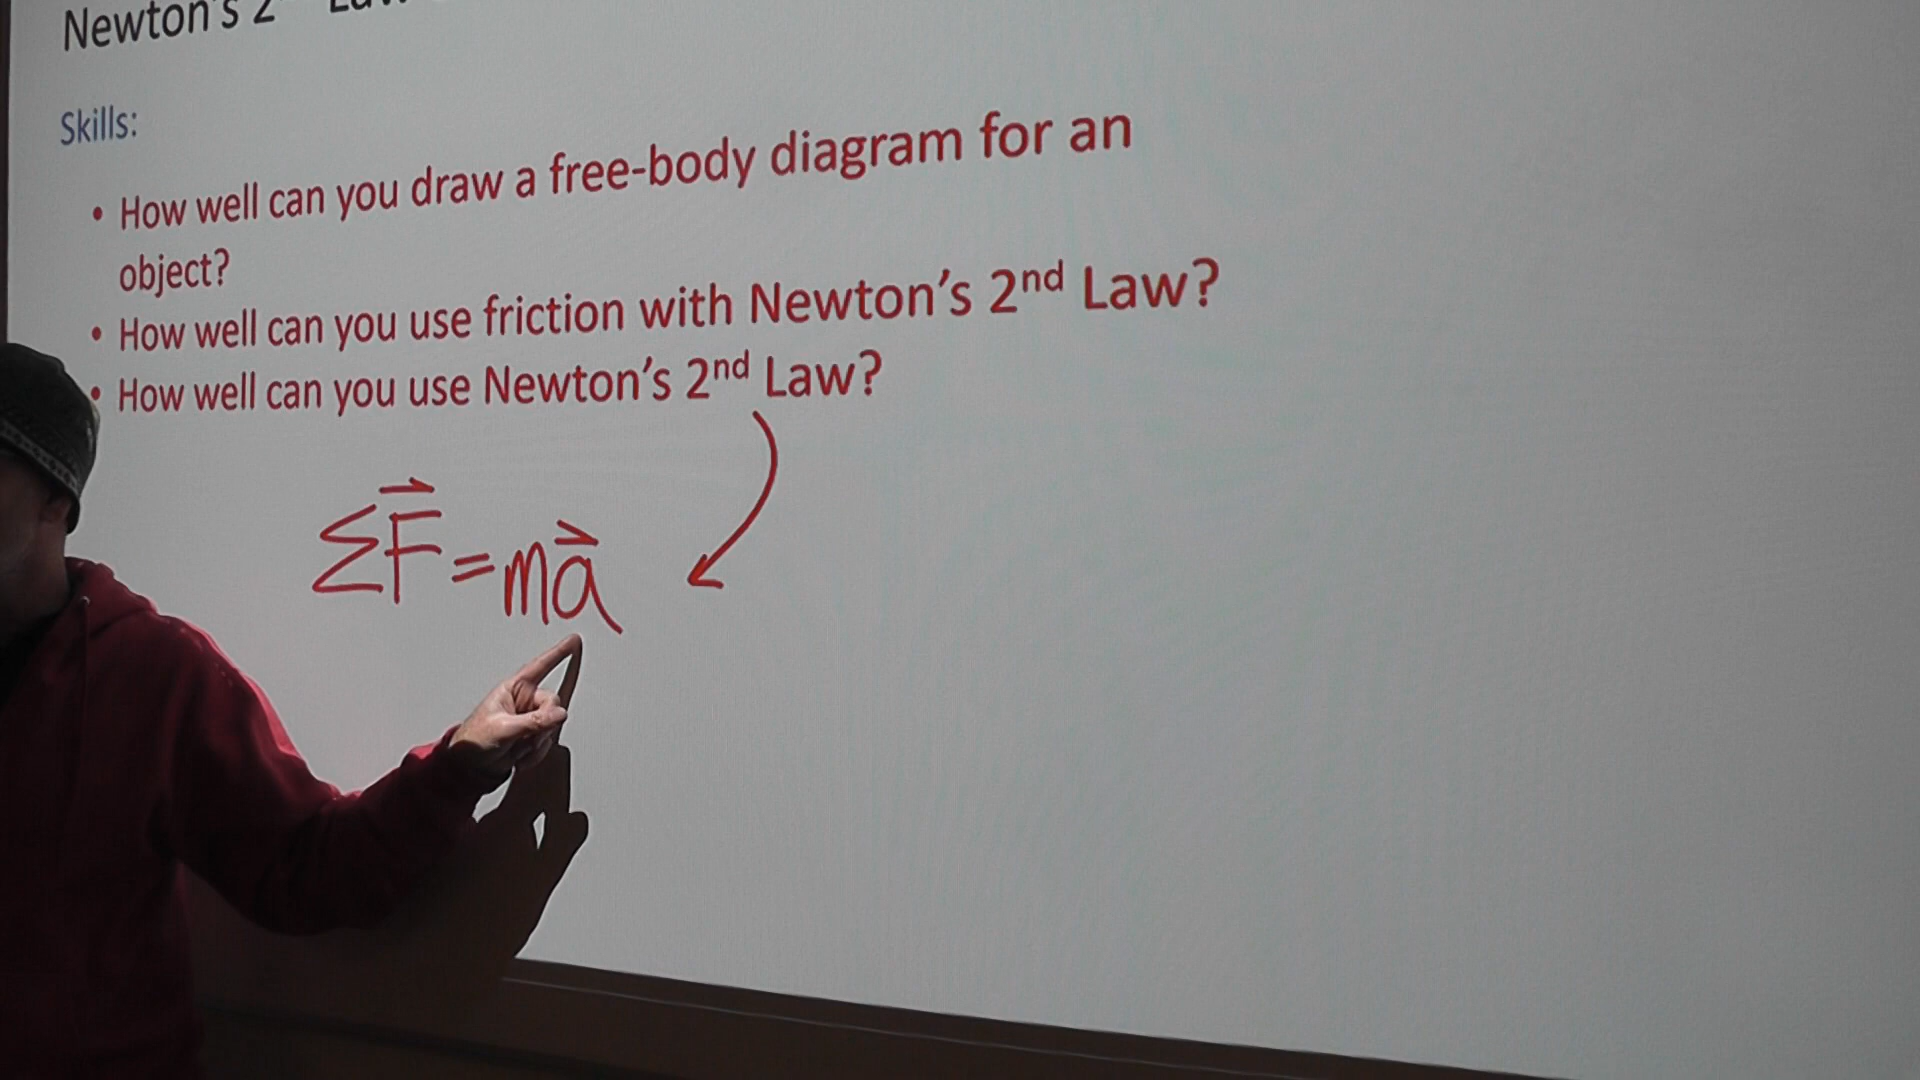 Newton's 2
Skills:
• How well can you draw a free-body diagram for an
object?
• How well can you use friction with Newton's 2nd Law?
• How well can you use Newton's 2nd Law?
ΣF⃗ = ma⃗